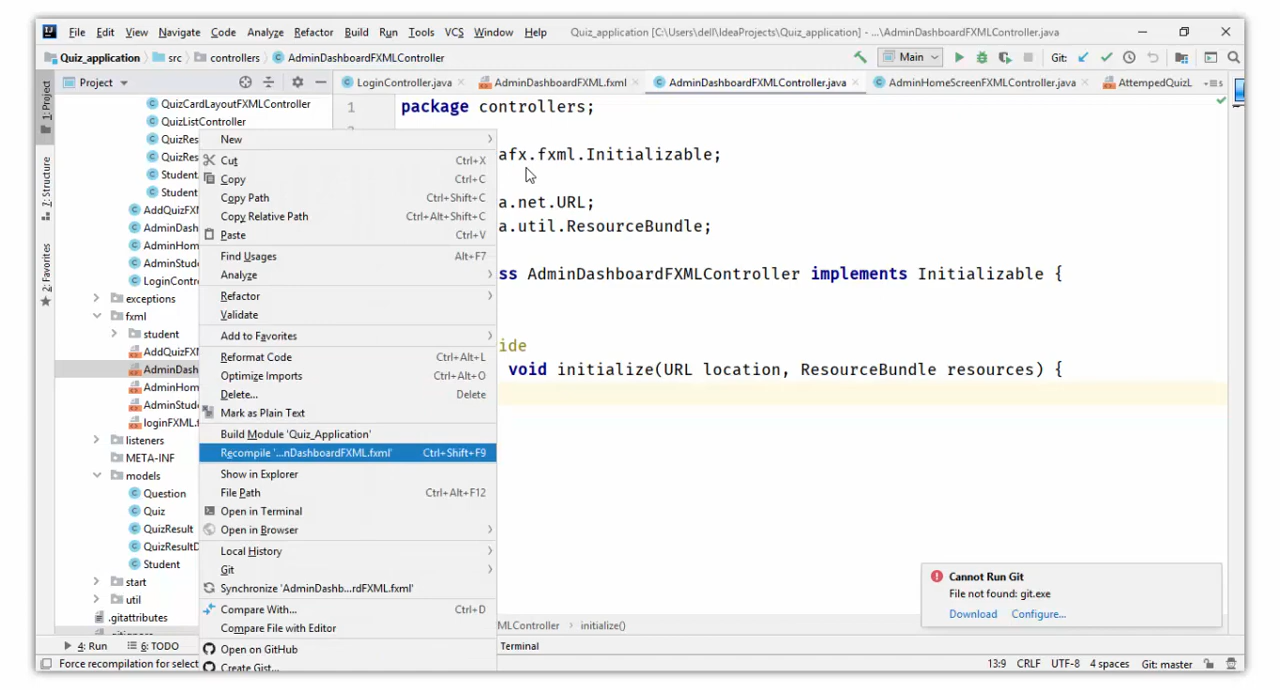 File Edit View Navigate Code Analyze Refactor Build Run Tools VCS Window Help Quiz_application [C:\Users\dell\IdeaProjects\Quiz_application] - ...\AdminDashboardFXMLController.java
Quiz_application src controllers AdminDashboardFXMLController Main Git:
Project LoginController.java AdminDashboardFXML.fxml AdminDashboardFXMLController.java AdminHomeScreenFXMLController.java AttempedQuizL
1: Project
7: Structure
2: Favorites
QuizCardLayoutFXMLController
QuizListController
QuizRes
QuizRes
Student
Student
AddQuizFX
AdminDash
AdminHom
AdminStude
LoginContro
exceptions
fxml
student
AddQuizFX
AdminDash
AdminHom
AdminStude
loginFXML.f
listeners
META-INF
models
Question
Quiz
QuizResult
QuizResultD
Student
start
util
.gitattributes
.gitignore
New
Cut Ctrl+X
Copy Ctrl+C
Copy Path Ctrl+Shift+C
Copy Relative Path Ctrl+Alt+Shift+C
Paste Ctrl+V
Find Usages Alt+F7
Analyze
Refactor
Validate
Add to Favorites
Reformat Code Ctrl+Alt+L
Optimize Imports Ctrl+Alt+O
Delete... Delete
Mark as Plain Text
Build Module 'Quiz_Application'
Recompile '...nDashboardFXML.fxml' Ctrl+Shift+F9
Show in Explorer
File Path Ctrl+Alt+F12
Open in Terminal
Open in Browser
Local History
Git
Synchronize 'AdminDashb...rdFXML.fxml'
Compare With... Ctrl+D
Compare File with Editor
Open on GitHub
Create Gist...
1 package controllers;
afx.fxml.Initializable;
a.net.URL;
a.util.ResourceBundle;
ss AdminDashboardFXMLController implements Initializable {
ide
void initialize(URL location, ResourceBundle resources) {
Cannot Run Git
File not found: git.exe
Download Configure...
MLController initialize()
4: Run 6: TODO Terminal
Force recompilation for select 13:9 CRLF UTF-8 4 spaces Git: master